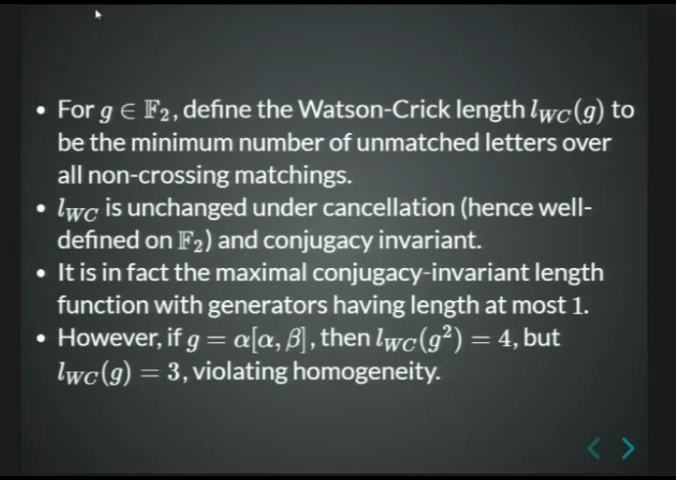 • For g ∈ 𝔽₂, define the Watson-Crick length l_WC(g) to
be the minimum number of unmatched letters over
all non-crossing matchings.
• l_WC is unchanged under cancellation (hence well-
defined on 𝔽₂) and conjugacy invariant.
• It is in fact the maximal conjugacy-invariant length
function with generators having length at most 1.
• However, if g = α[α, β], then l_WC(g²) = 4, but
l_WC(g) = 3, violating homogeneity.